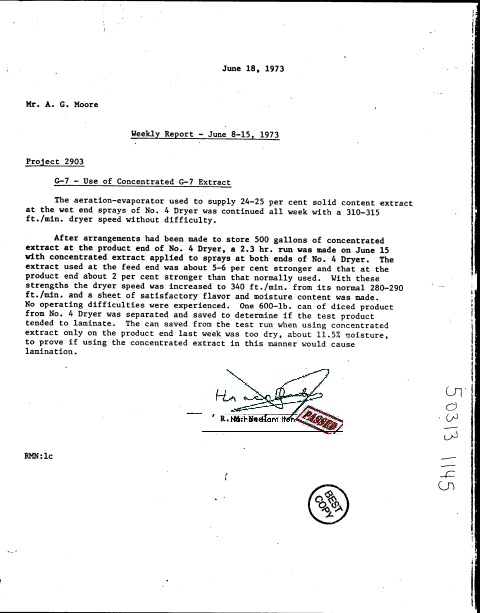 June 18, 1973
Mr. A. G. Moore
Weekly Report - June 8-15, 1973
Project 2903
G-7 - Use of Concentrated G-7 Extract
The aeration-evaporator used to supply 24-25 per cent solid content extract
at the wet end sprays of No. 4 Dryer was continued all week with a 310-315
ft./min. dryer speed without difficulty.
After arrangements had been made to store 500 gallons of concentrated
extract at the product end of No. 4 Dryer, a 2.3 hr. run was made on June 15
with concentrated extract applied to sprays at both ends of No. 4 Dryer. The
extract used at the feed end was about 5-6 per cent stronger and that at the
product end about 2 per cent stronger than that normally used. With these
strengths the dryer speed was increased to 340 ft./min. from its normal 280-290
ft./min. and a sheet of satisfactory flavor and moisture content was made.
No operating difficulties were experienced. One 600-lb. can of diced product
from No. 4 Dryer was separated and saved to determine if the test product
tended to laminate. The can saved from the test run when using concentrated
extract only on the product end last week was too dry, about 11.5% moisture,
to prove if using the concentrated extract in this manner would cause
lamination.
PASSED
R. M.
RMN:lc
BEST
COPY
50313 1145